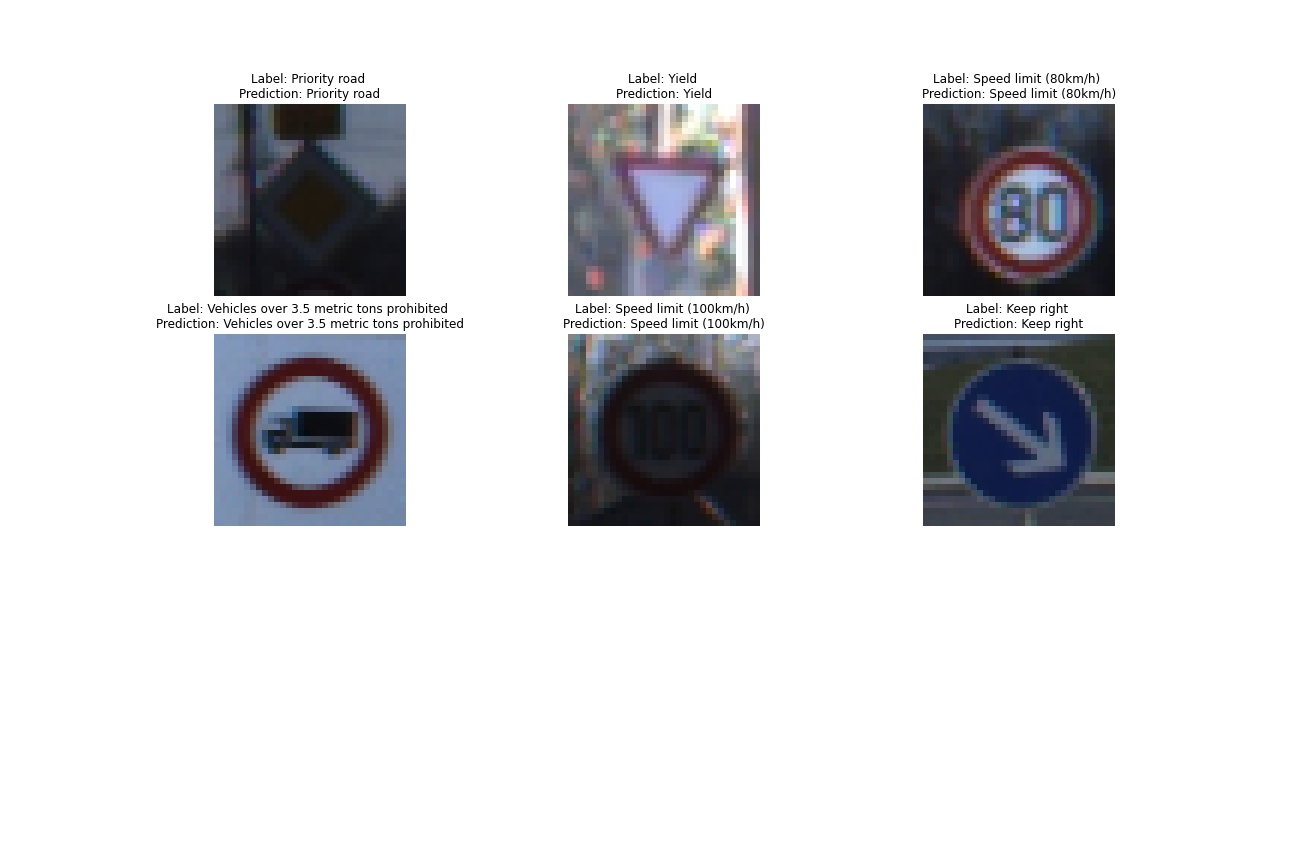 Label: Priority road
Prediction: Priority road
Label: Yield
Prediction: Yield
Label: Speed limit (80km/h)
Prediction: Speed limit (80km/h)
80
Label: Vehicles over 3.5 metric tons prohibited
Prediction: Vehicles over 3.5 metric tons prohibited
Label: Speed limit (100km/h)
Prediction: Speed limit (100km/h)
100
Label: Keep right
Prediction: Keep right